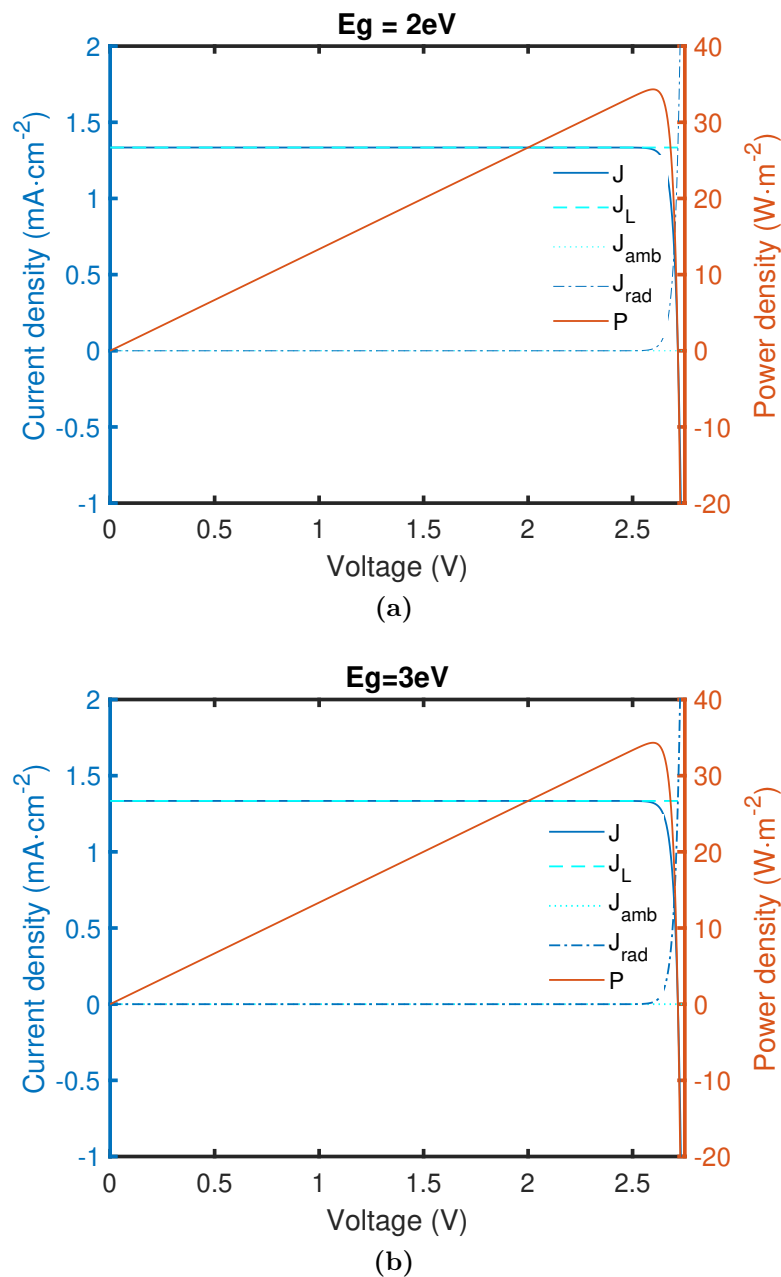 Eg = 2eV
2
1.5
1
0.5
0
-0.5
-1
40
30
20
10
0
-10
-20
0
0.5
1
1.5
2
2.5
Current density (mA·cm-2)
Power density (W·m-2)
J
JL
Jamb
Jrad
P
Voltage (V)
(a)
Eg=3eV
2
1.5
1
0.5
0
-0.5
-1
40
30
20
10
0
-10
-20
0
0.5
1
1.5
2
2.5
Current density (mA·cm-2)
Power density (W·m-2)
J
JL
Jamb
Jrad
P
Voltage (V)
(b)